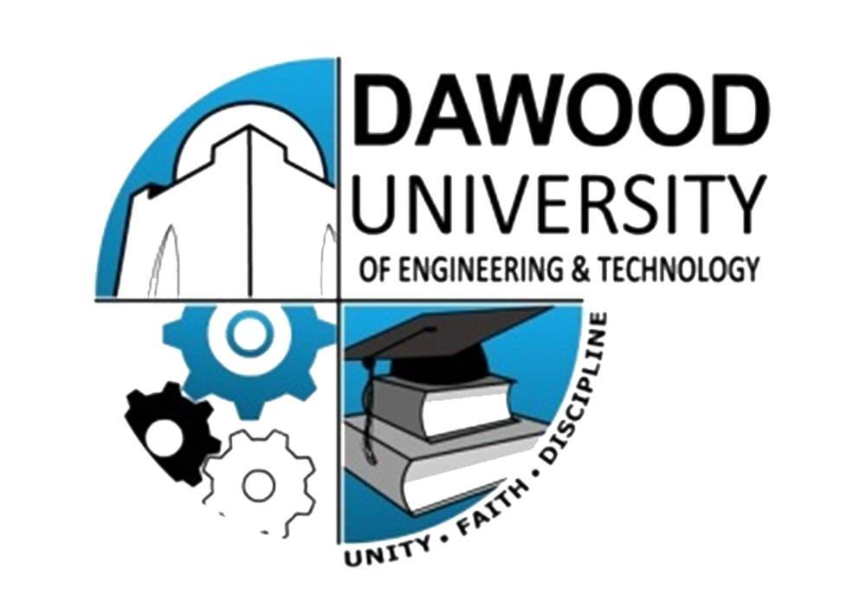 DAWOOD
UNIVERSITY
OF ENGINEERING & TECHNOLOGY
UNITY • FAITH • DISCIPLINE